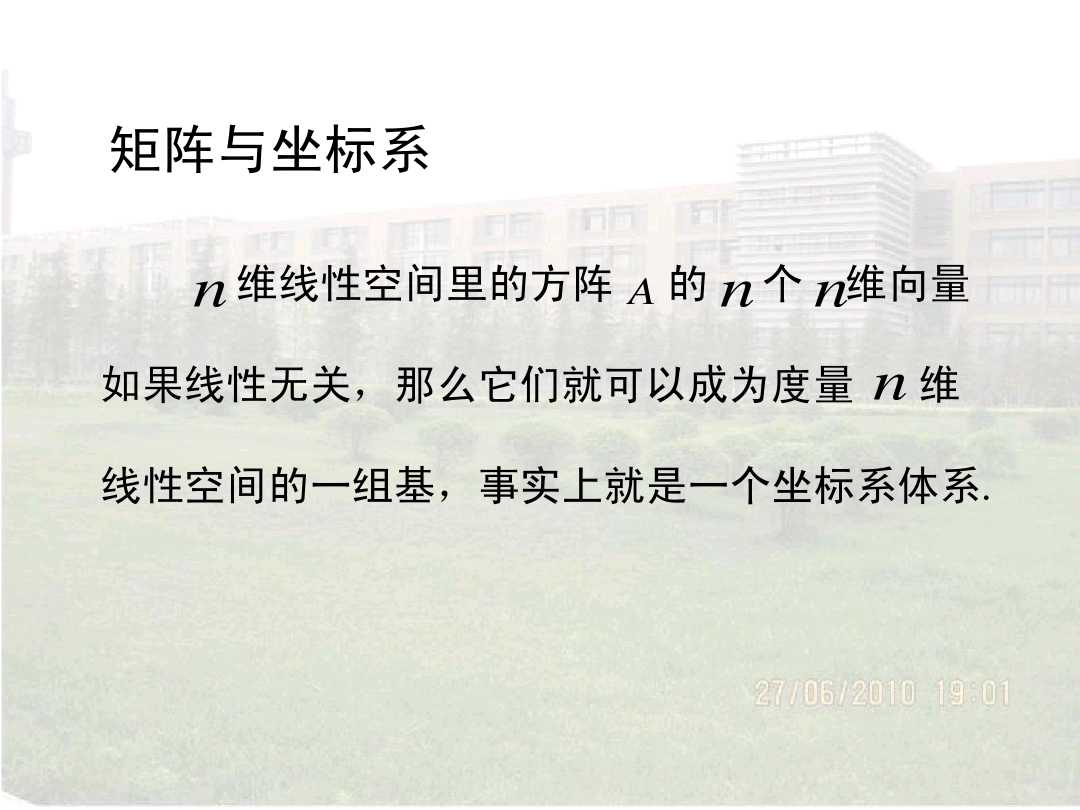 矩阵与坐标系
n 维线性空间里的方阵 A 的 n 个 n维向量
如果线性无关，那么它们就可以成为度量 n 维
线性空间的一组基，事实上就是一个坐标系体系.
27/06/2010 19:01